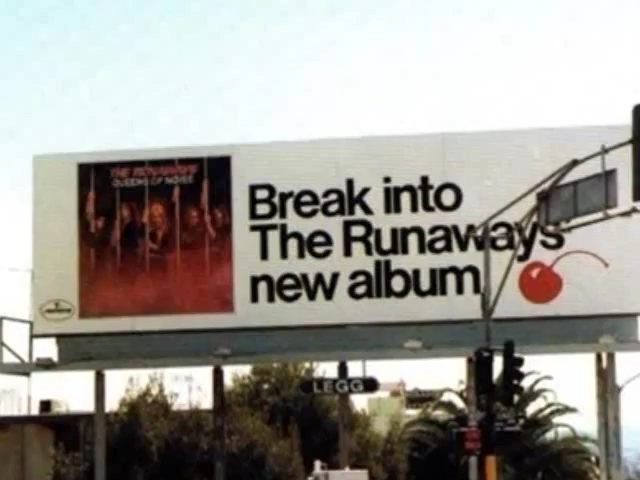 THE RUNAWAYS
QUEENS OF NOISE
Break into
The Runaways
new album
LEGG